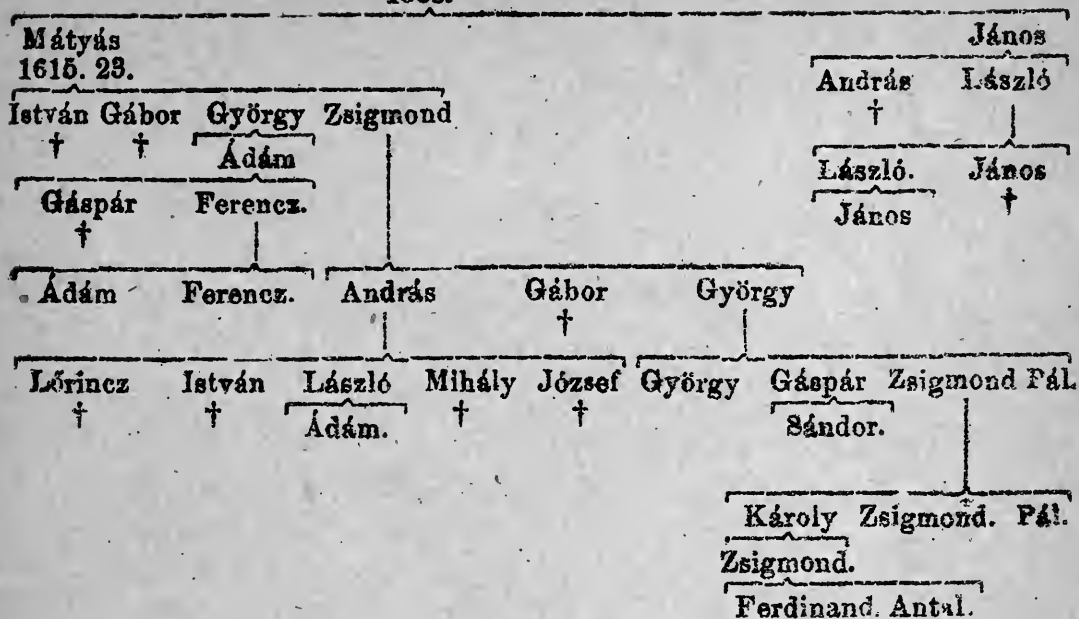 Mátyás János
1615. 23.
András László
István Gábor György Zsigmond
† † †
Ádám
László. János
Gáspár Ferencz.
† †
János
Ádám Ferencz. András Gábor György
†
Lőrincz István László Mihály József György Gáspár Zsigmond Pál
† † † †
Ádám. Sándor.
Károly Zsigmond. Pál.
Zsigmond.
Ferdinand. Antal.